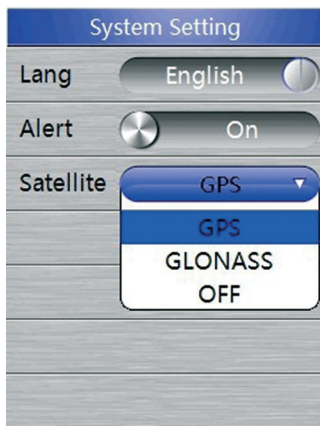 System Setting
Lang English
Alert On
Satellite GPS
GPS
GLONASS
OFF